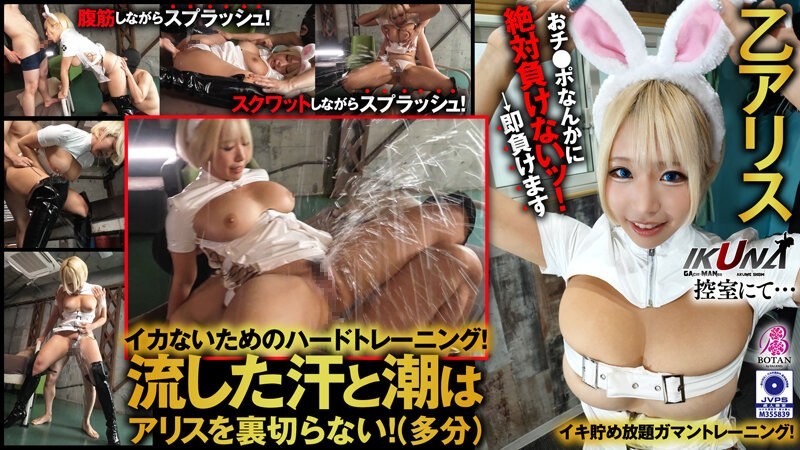 腹筋しながらスプラッシュ!
スクワットしながらスプラッシュ!
おチ●ポなんかに
絶対負けないッ!
→即負けます
乙アリス
IKUNA
控室にて…
BOTAN
JVPS
M355839
イカないためのハードトレーニング!
流した汗と潮は
アリスを裏切らない!(多分)
イキ貯め放題ガマントレーニング!